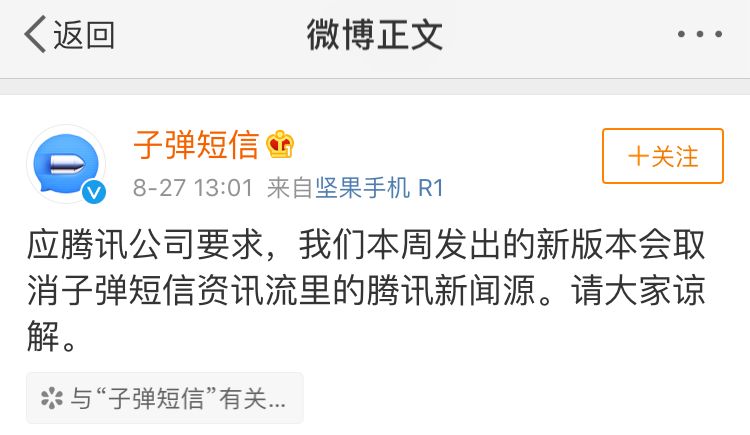 返回
微博正文
子弹短信
＋关注
8-27 13:01 来自坚果手机 R1
应腾讯公司要求，我们本周发出的新版本会取
消子弹短信资讯流里的腾讯新闻源。请大家谅
解。
与“子弹短信”有关...